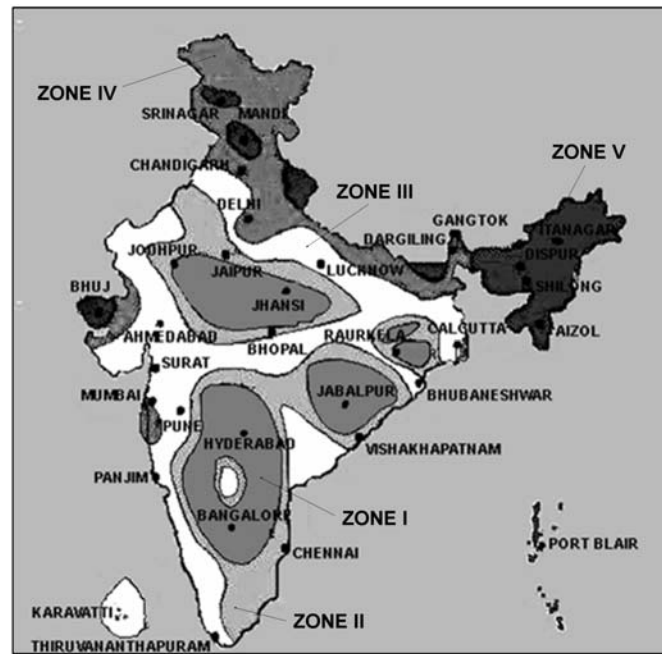 ZONE IV
SRINAGAR MANDI
ZONE V
CHANDIGARH
ZONE III
DELHI
GANGTOK
ITANAGAR
DARGILING
JODHPUR
DISPUR
JAIPUR
LUCKNOW
BHUJ
JHANSI
SHILONG
AHMEDABAD
RAURKELA
CALCUTTA
AIZOL
BHOPAL
SURAT
MUMBAI
JABALPUR
BHUBANESHWAR
PUNE
HYDERABAD
VISHAKHAPATNAM
PANJIM
BANGALORE
ZONE I
CHENNAI
PORT BLAIR
KARAVATTI
ZONE II
THIRUVANANTHAPURAM